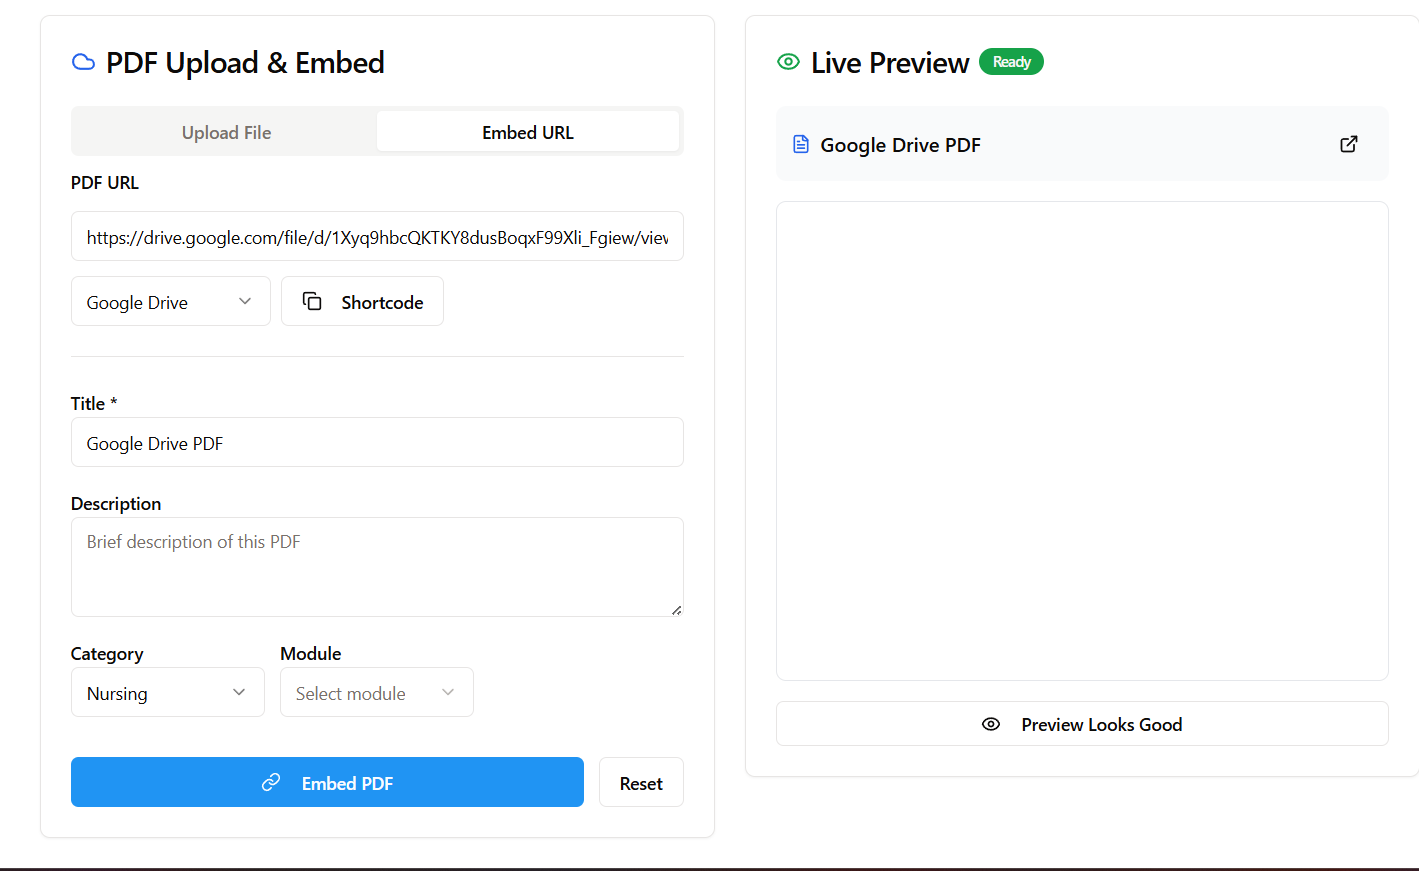 PDF Upload & Embed
Upload File
Embed URL
PDF URL
https://drive.google.com/file/d/1Xyq9hbcQKTKY8dusBoqxF99Xli_Fgiew/view
Google Drive
Shortcode
Title *
Google Drive PDF
Description
Brief description of this PDF
Category
Module
Nursing
Select module
Embed PDF
Reset
Live Preview
Ready
Google Drive PDF
Preview Looks Good